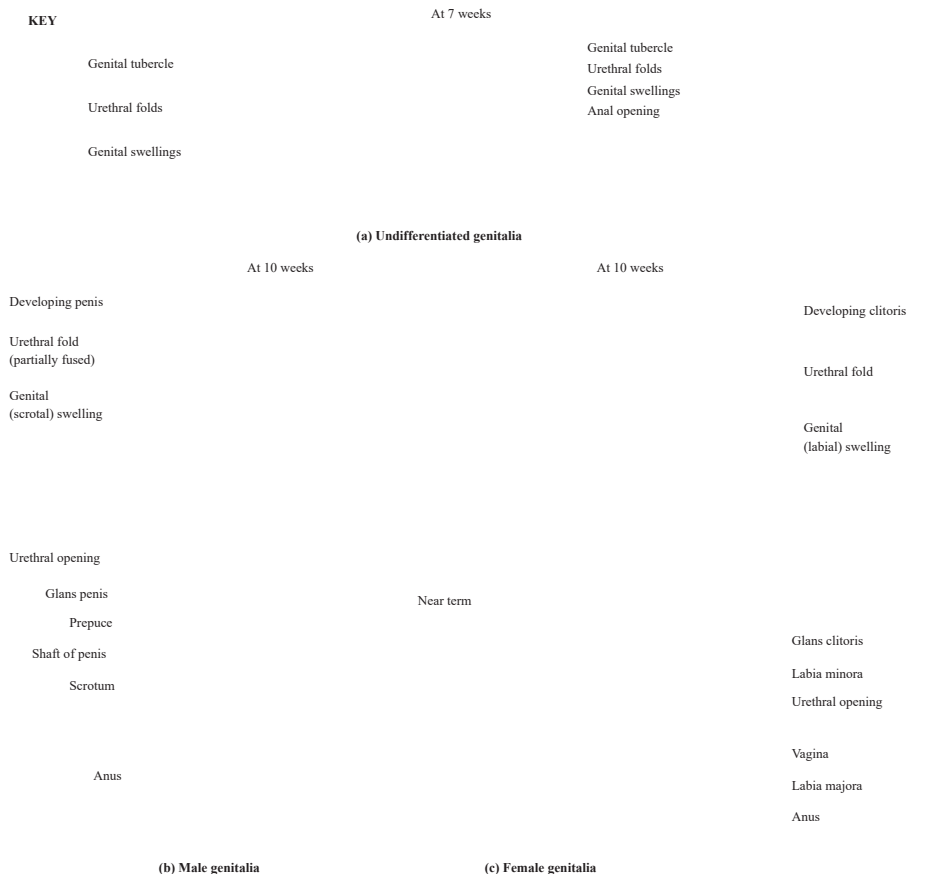 KEY
At 7 weeks
Genital tubercle
Urethral folds
Genital swellings
Genital tubercle
Urethral folds
Genital swellings
Anal opening
(a) Undifferentiated genitalia
At 10 weeks
At 10 weeks
Developing penis
Urethral fold
(partially fused)
Genital
(scrotal) swelling
Developing clitoris
Urethral fold
Genital
(labial) swelling
Urethral opening
Glans penis
Prepuce
Shaft of penis
Scrotum
Anus
Near term
Glans clitoris
Labia minora
Urethral opening
Vagina
Labia majora
Anus
(b) Male genitalia
(c) Female genitalia